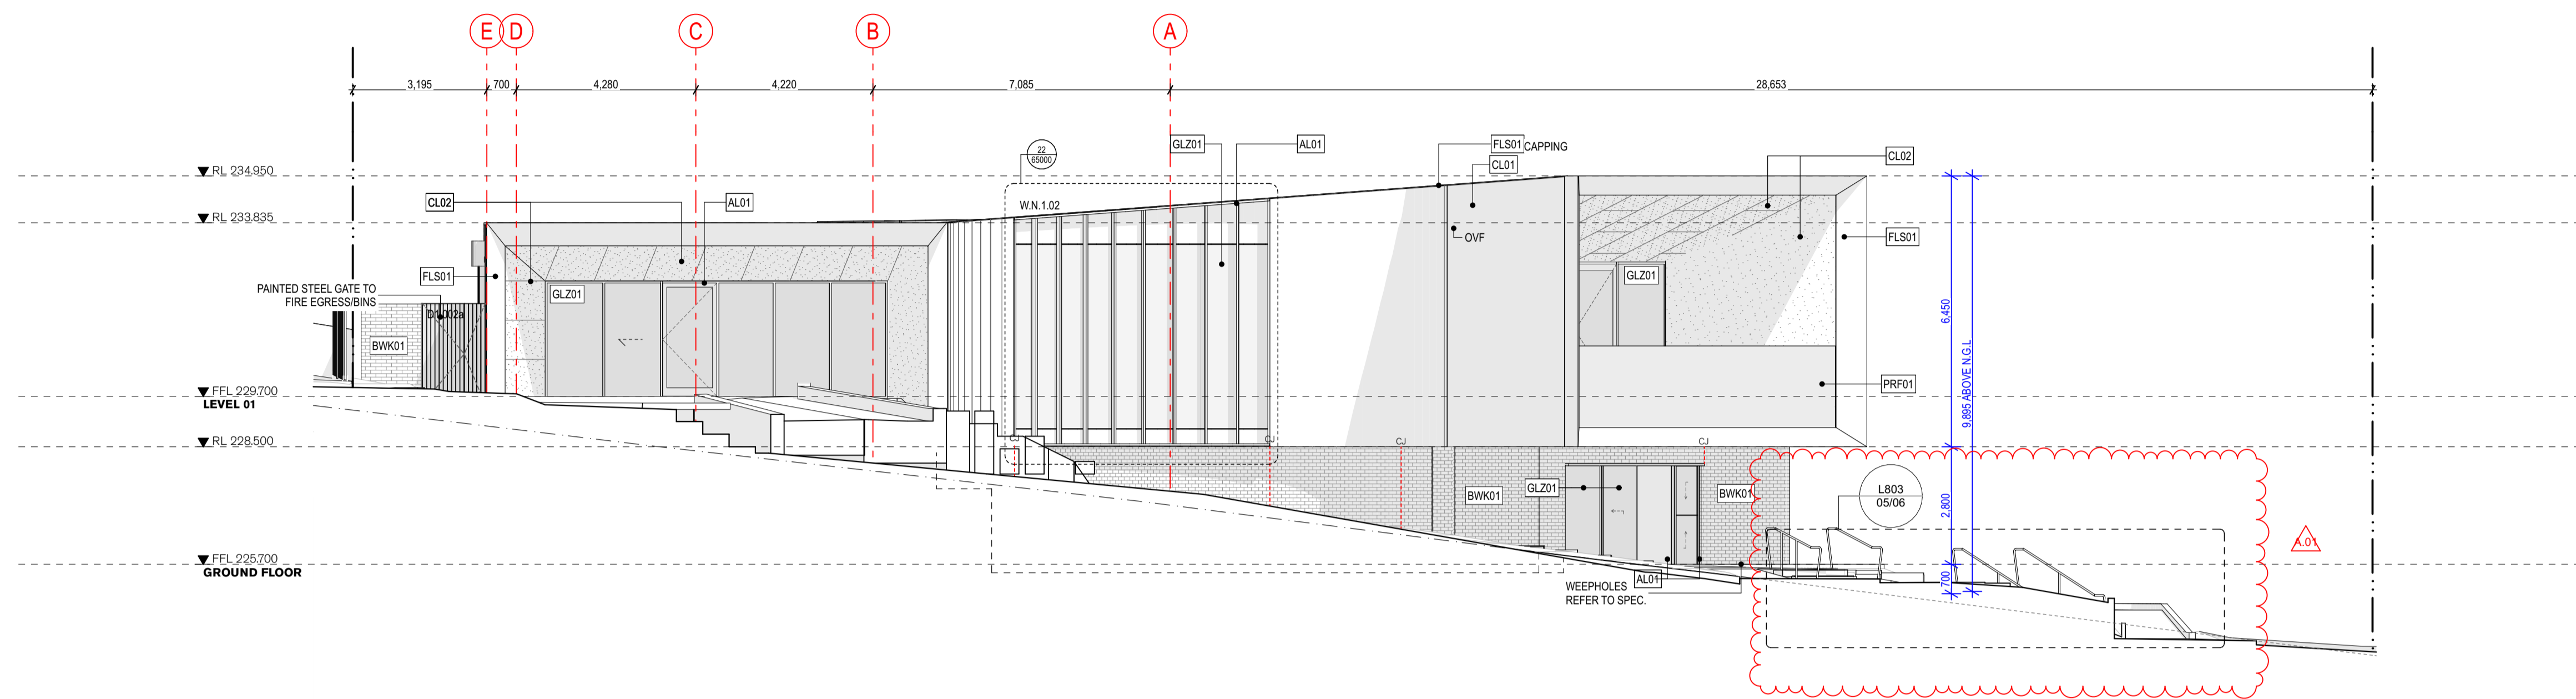 E
D
C
B
A
3,195
700
4,280
4,220
7,085
28,653
22
65000
GLZ01
AL01
FLS01 CAPPING
CL01
CL02
RL 234.950
CL02
AL01
W.N.1.02
RL 233.835
OVF
FLS01
FLS01
GLZ01
PAINTED STEEL GATE TO
FIRE EGRESS/BINS
GLZ01
D1.002a
6,450
BWK01
PRF01
9,895 ABOVE N.G.L
FFL 229.700
LEVEL 01
RL 228.500
CJ
CJ
CJ
CJ
BWK01
GLZ01
BWK01
L803
05/06
2,800
A.01
FFL 225.700
GROUND FLOOR
AL01
700
WEEPHOLES
REFER TO SPEC.